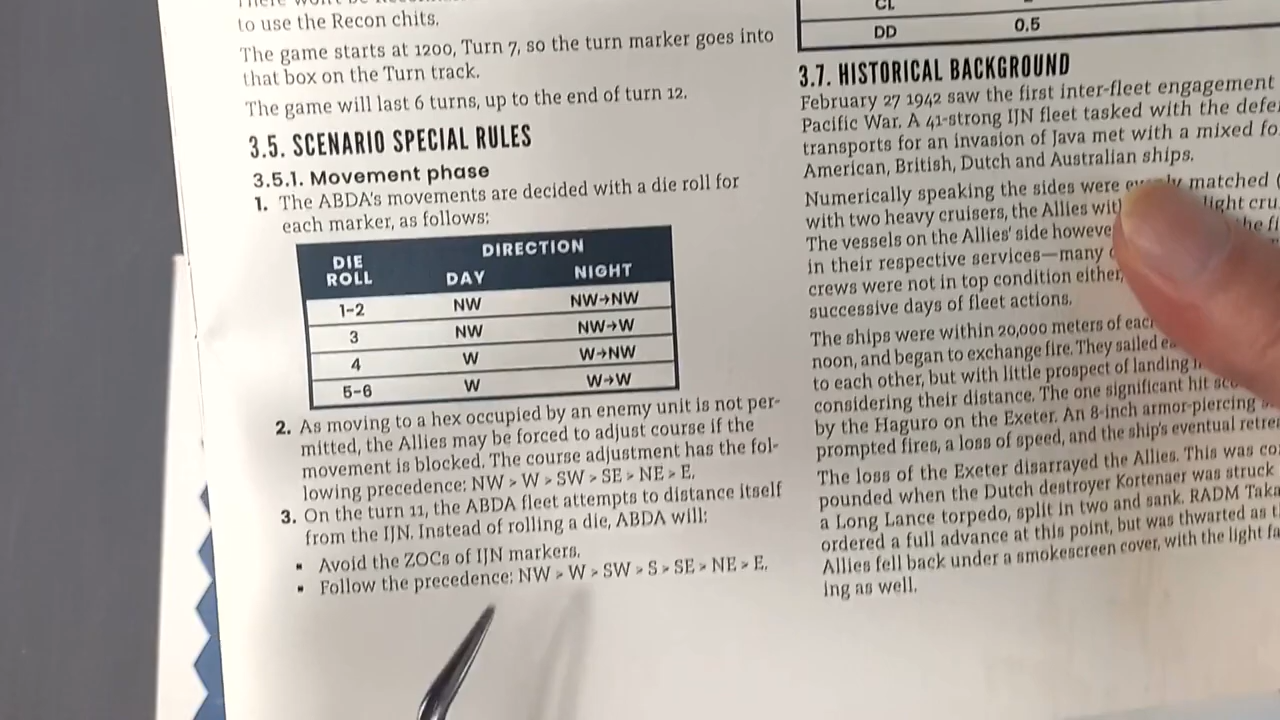 to use the Recon chits.
The game starts at 1200, Turn 7, so the turn marker goes into
that box on the Turn track.
The game will last 6 turns, up to the end of turn 12.
3.5. SCENARIO SPECIAL RULES
3.5.1. Movement phase
1. The ABDA's movements are decided with a die roll for
each marker, as follows:
DIE ROLL DIRECTION
DAY NIGHT
1-2 NW NW→NW
3 NW NW→W
4 W W→NW
5-6 W W→W
2. As moving to a hex occupied by an enemy unit is not per-
mitted, the Allies may be forced to adjust course if the
movement is blocked. The course adjustment has the fol-
lowing precedence: NW > W > SW > SE > NE > E.
3. On the turn 11, the ABDA fleet attempts to distance itself
from the IJN. Instead of rolling a die, ABDA will:
▪ Avoid the ZOCs of IJN markers.
▪ Follow the precedence: NW > W > SW > S > SE > NE > E.
CL
DD 0.5
3.7. HISTORICAL BACKGROUND
February 27 1942 saw the first inter-fleet engagement
Pacific War. A 41-strong IJN fleet tasked with the
transports for an invasion of Java met with a mixed
American, British, Dutch and Australian ships.
Numerically speaking the sides were matched
with two heavy cruisers, the Allies light
The vessels on the Allies' side the
in their respective services—many
crews were not in top condition either,
successive days of fleet actions.
The ships were within 20,000 meters of
noon, and began to exchange fire. They sailed
to each other, but with little prospect of landing
considering their distance. The one significant hit
by the Haguro on the Exeter. An 8-inch armor-piercing
prompted fires, a loss of speed, and the ship's eventual
The loss of the Exeter disarrayed the Allies. This was
pounded when the Dutch destroyer Kortenaer was struck
a Long Lance torpedo, split in two and sank. RADM
ordered a full advance at this point, but was thwarted as
Allies fell back under a smokescreen cover, with the light
ing as well.